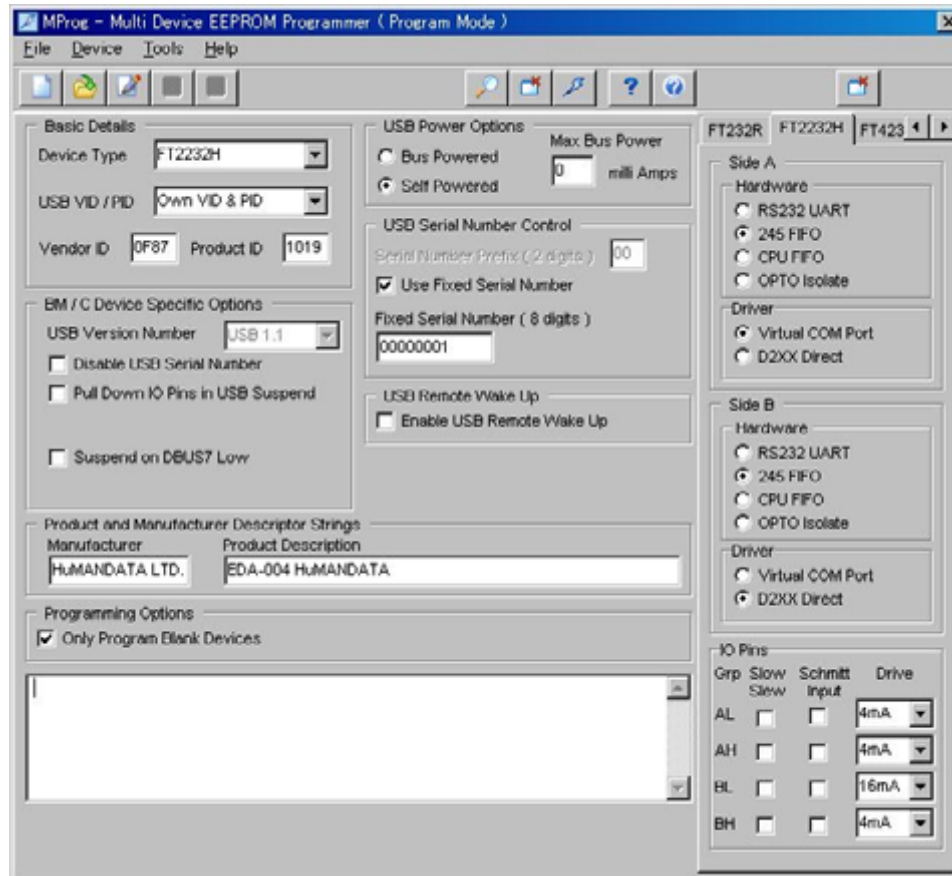 MProg - Multi Device EEPROM Programmer ( Program Mode )
File Device Tools Help
Basic Details
Device Type FT2232H
USB VID / PID Own VID & PID
Vendor ID 0F87 Product ID 1019
BM / C Device Specific Options
USB Version Number USB 1.1
Disable USB Serial Number
Pull Down IO Pins in USB Suspend
Suspend on DBUS7 Low
USB Power Options
Bus Powered
Self Powered
Max Bus Power
0 milli Amps
USB Serial Number Control
Serial Number Prefix ( 2 digits ) 00
Use Fixed Serial Number
Fixed Serial Number ( 8 digits )
00000001
USB Remote Wake Up
Enable USB Remote Wake Up
Product and Manufacturer Descriptor Strings
Manufacturer Product Description
HuMANDATA LTD. EDA-004 HuMANDATA
Programming Options
Only Program Blank Devices
FT232R FT2232H FT423
Side A
Hardware
RS232 UART
245 FIFO
CPU FIFO
OPTO Isolate
Driver
Virtual COM Port
D2XX Direct
Side B
Hardware
RS232 UART
245 FIFO
CPU FIFO
OPTO Isolate
Driver
Virtual COM Port
D2XX Direct
IO Pins
Grp Slow Slew Schmitt Input Drive
AL 4mA
AH 4mA
BL 16mA
BH 4mA